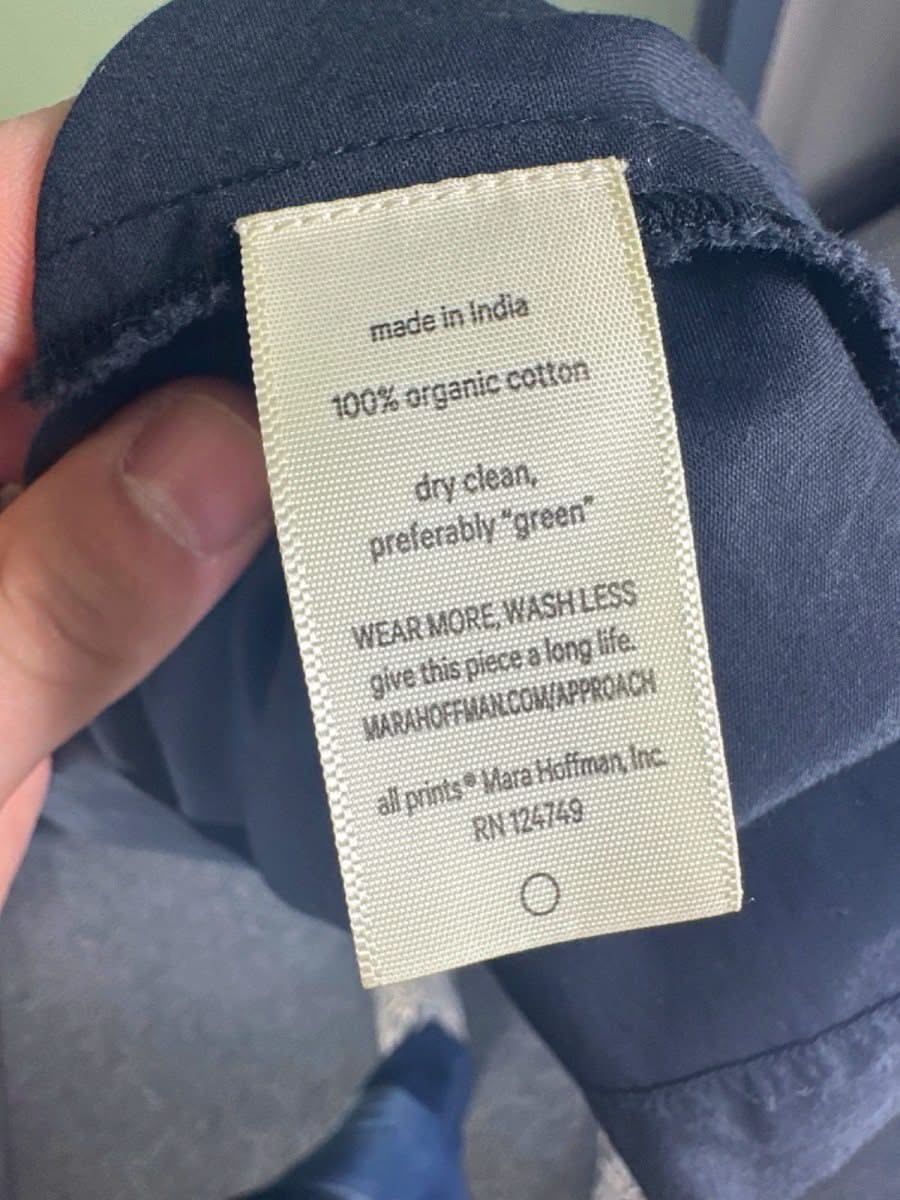 made in India
100% organic cotton
dry clean,
preferably “green”
WEAR MORE, WASH LESS
give this piece a long life.
MARAHOFFMAN.COM/APPROACH
all prints® Mara Hoffman, Inc.
RN 124749